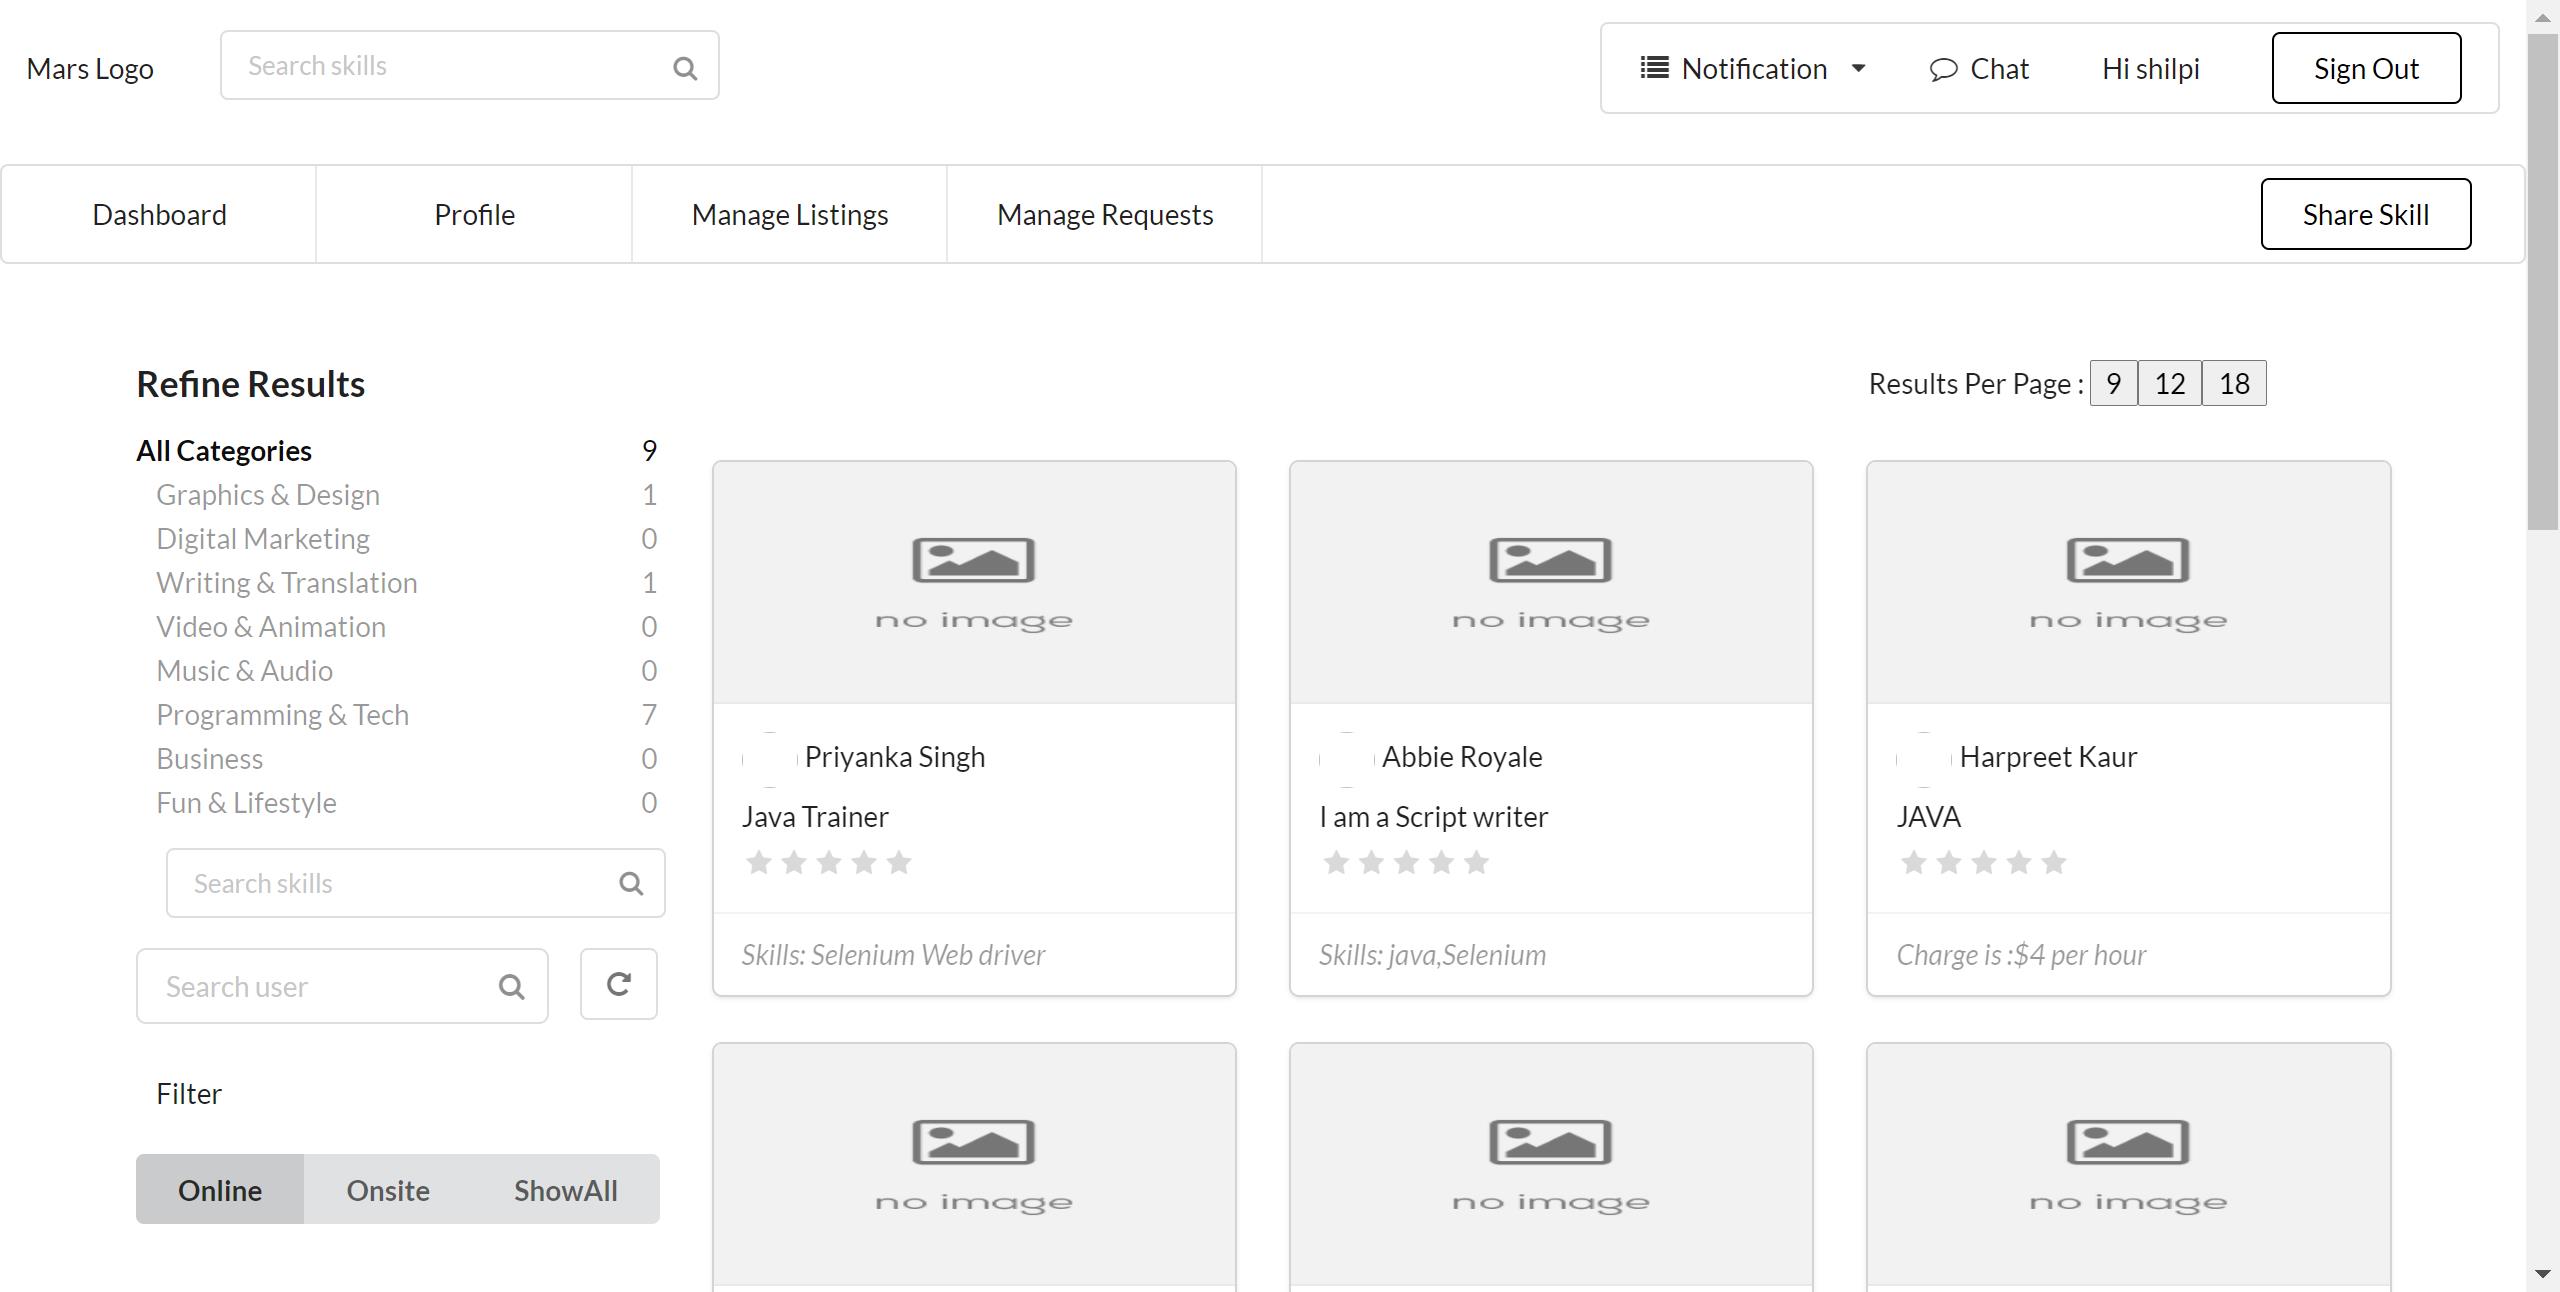 Mars Logo
Search skills
Notification
Chat
Hi shilpi
Sign Out
Dashboard
Profile
Manage Listings
Manage Requests
Share Skill
Refine Results
Results Per Page : 9 12 18
All Categories 9
Graphics & Design 1
Digital Marketing 0
Writing & Translation 1
Video & Animation 0
Music & Audio 0
Programming & Tech 7
Business 0
Fun & Lifestyle 0
Search skills
Search user
Filter
Online
Onsite
ShowAll
no image
Priyanka Singh
Java Trainer
Skills: Selenium Web driver
no image
Abbie Royale
I am a Script writer
Skills: java,Selenium
no image
Harpreet Kaur
JAVA
Charge is :$4 per hour
no image
no image
no image